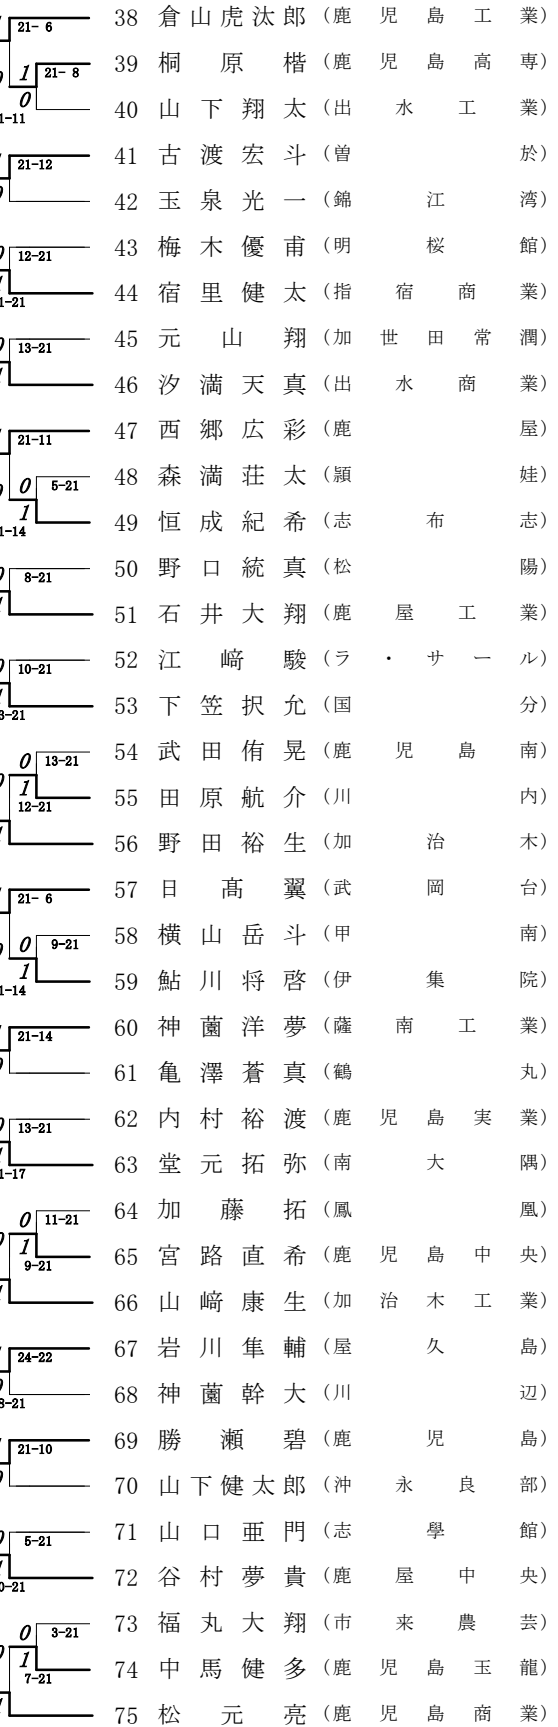 21- 6 38 倉山虎汰郎 (鹿児島工業)
1 21- 8 39 桐原楷 (鹿児島高専)
0 40 山下翔太 (出水工業)
1-11
21-12 41 古渡宏斗 (曽於)
42 玉泉光一 (錦江湾)
12-21 43 梅木優甫 (明桜館)
1-21 44 宿里健太 (指宿商業)
13-21 45 元山翔 (加世田常潤)
46 汐満天真 (出水商業)
21-11 47 西郷広彩 (鹿屋)
0 5-21 48 森満荘太 (頴娃)
1 49 恒成紀希 (志布志)
1-14
8-21 50 野口統真 (松陽)
51 石井大翔 (鹿屋工業)
10-21 52 江﨑駿 (ラ・サール)
3-21 53 下笠択允 (国分)
0 13-21 54 武田侑晃 (鹿児島南)
1 55 田原航介 (川内)
12-21
56 野田裕生 (加治木)
21- 6 57 日髙翼 (武岡台)
0 9-21 58 横山岳斗 (甲南)
1 59 鮎川将啓 (伊集院)
1-14
21-14 60 神薗洋夢 (薩南工業)
61 亀澤蒼真 (鶴丸)
13-21 62 内村裕渡 (鹿児島実業)
1-17 63 堂元拓弥 (南大隅)
0 11-21 64 加藤拓 (鳳凰)
1 65 宮路直希 (鹿児島中央)
9-21
66 山﨑康生 (加治木工業)
24-22 67 岩川隼輔 (屋久島)
8-21 68 神薗幹大 (川辺)
21-10 69 勝瀬碧 (鹿児島)
70 山下健太郎 (沖永良部)
5-21 71 山口亜門 (志學館)
0-21 72 谷村夢貴 (鹿屋中央)
0 3-21 73 福丸大翔 (市来農芸)
1 74 中馬健多 (鹿児島玉龍)
7-21
75 松元亮 (鹿児島商業)